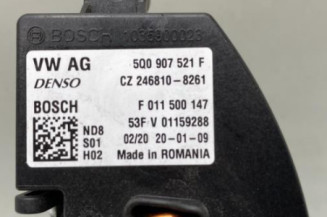 BOSCH 1036800023
VW AG 5Q0 907 521 F
DENSO CZ 246810-8261
BOSCH F 011 500 147
ND8 53F V 01159288
S01 02/20 20-01-09
H02 Made in ROMANIA